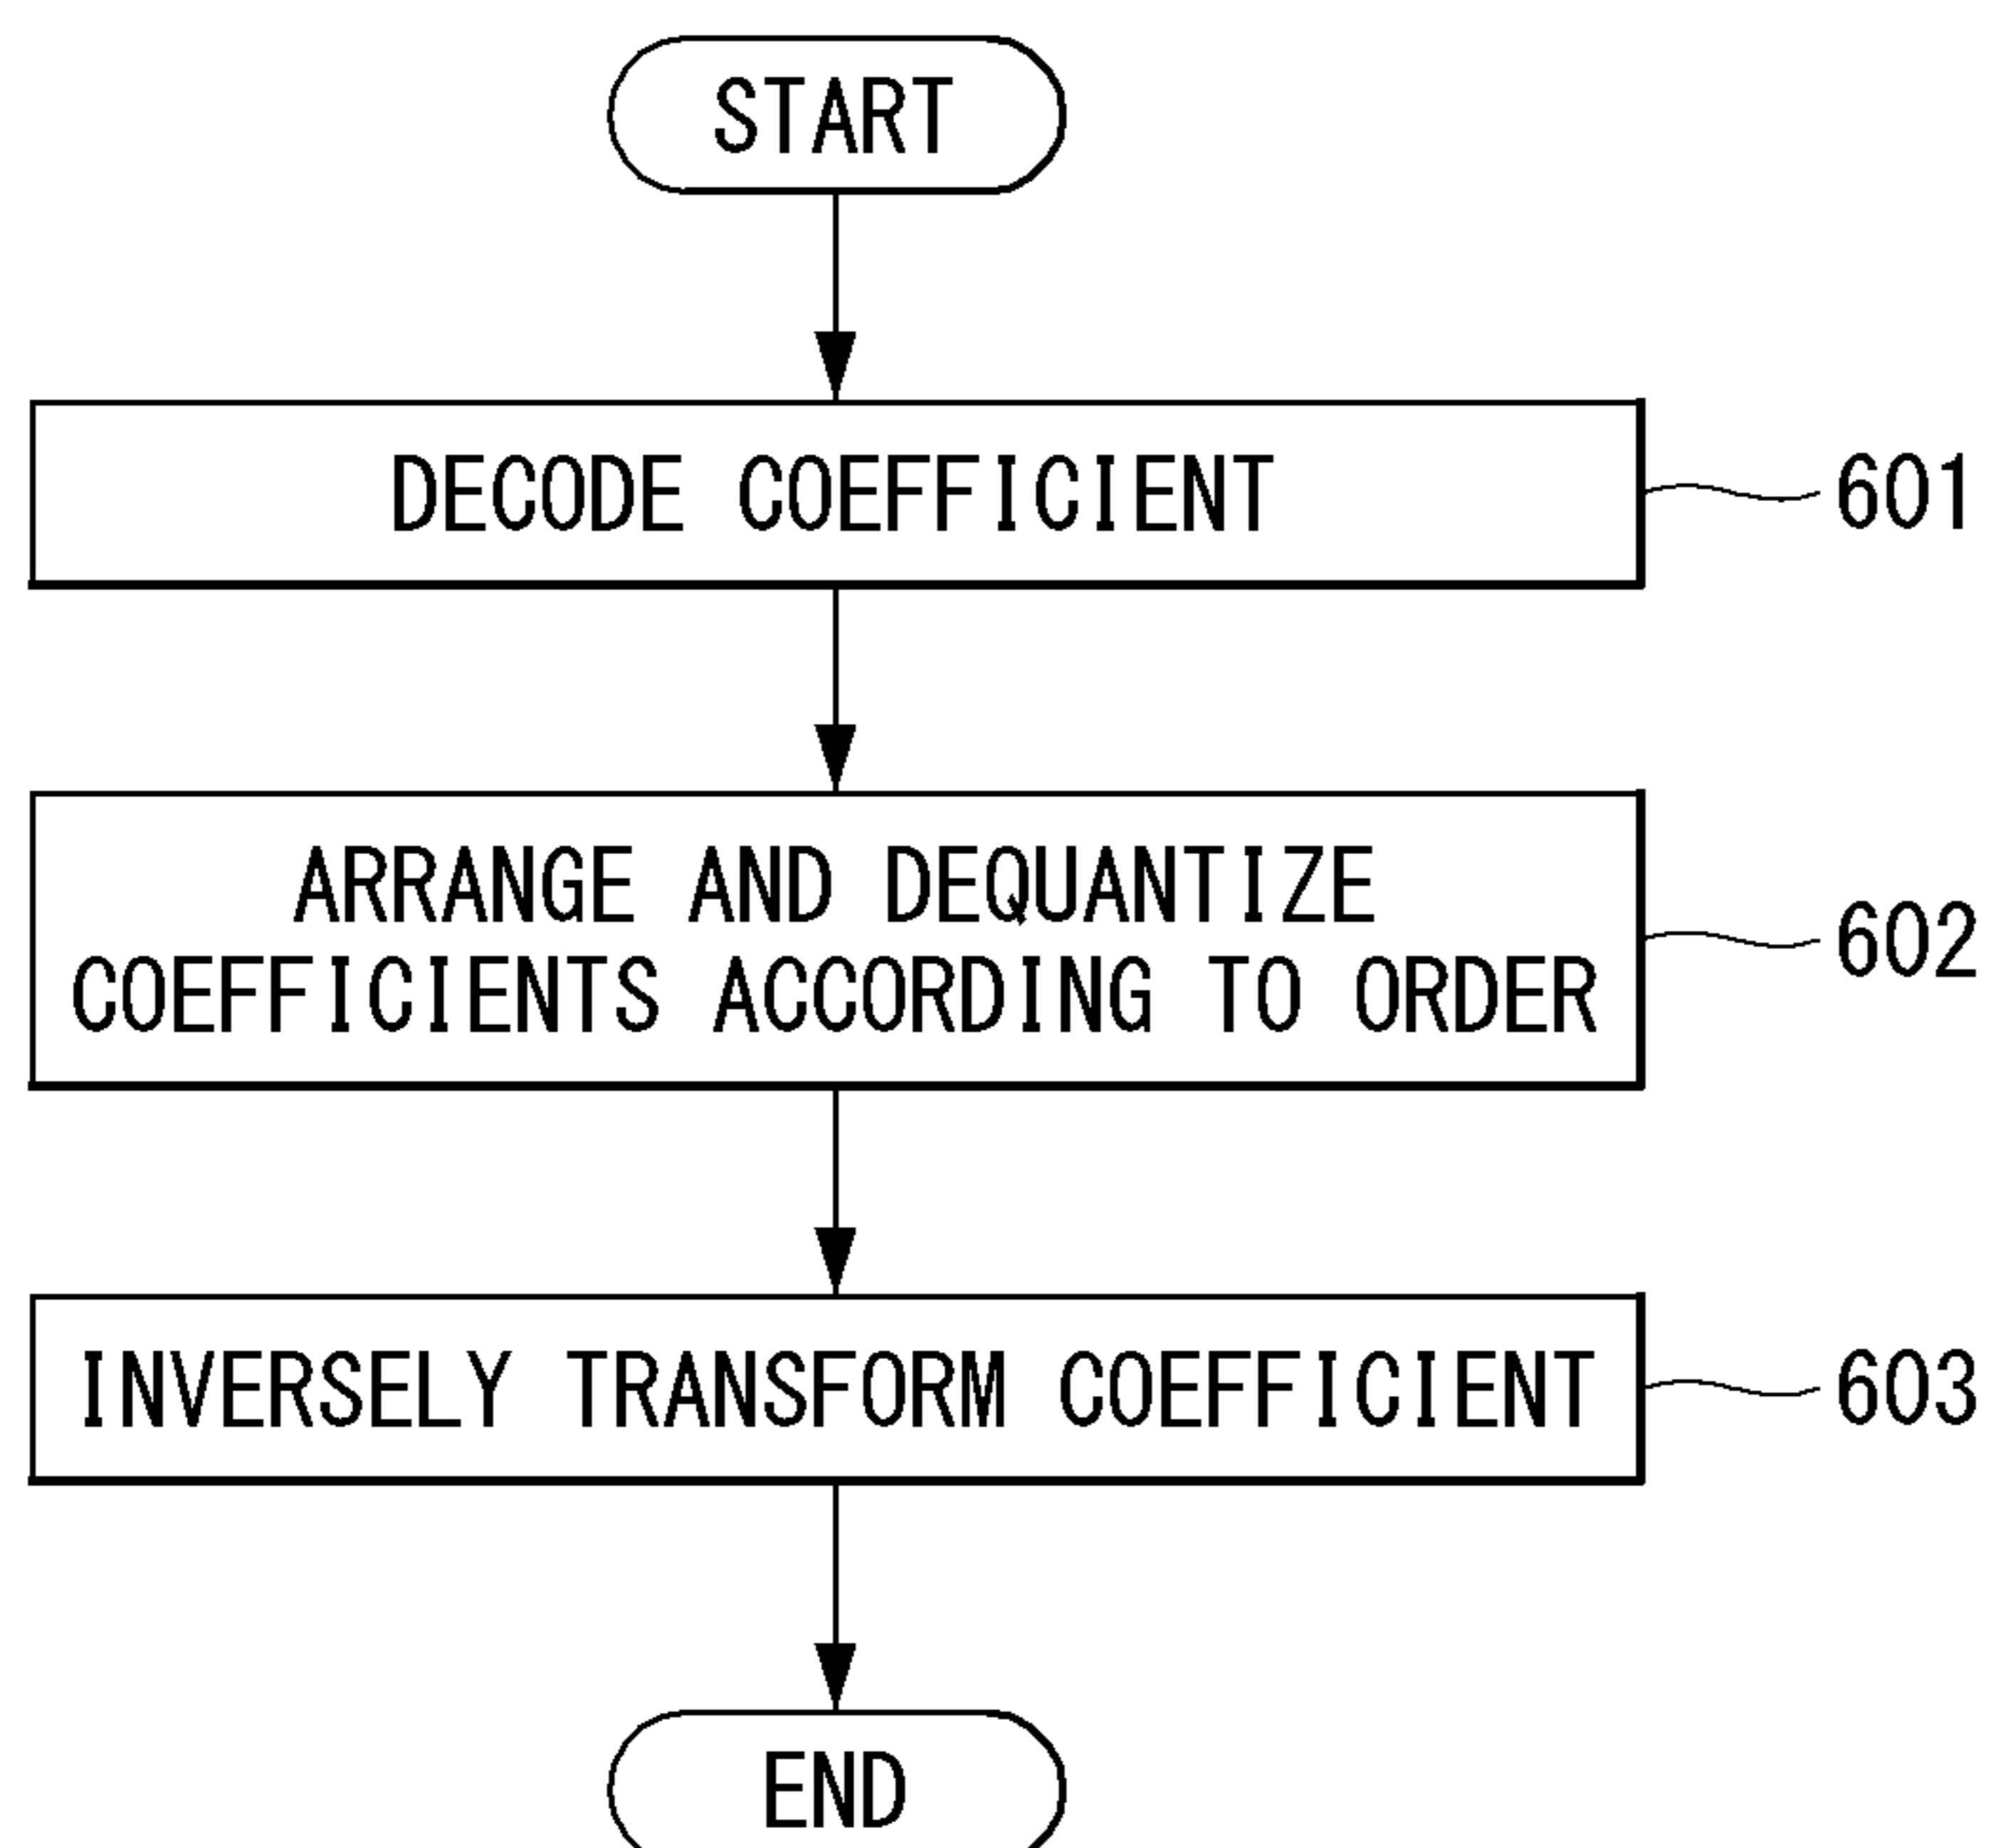 START
DECODE COEFFICIENT
601
ARRANGE AND DEQUANTIZE
COEFFICIENTS ACCORDING TO ORDER
602
INVERSELY TRANSFORM COEFFICIENT
603
END